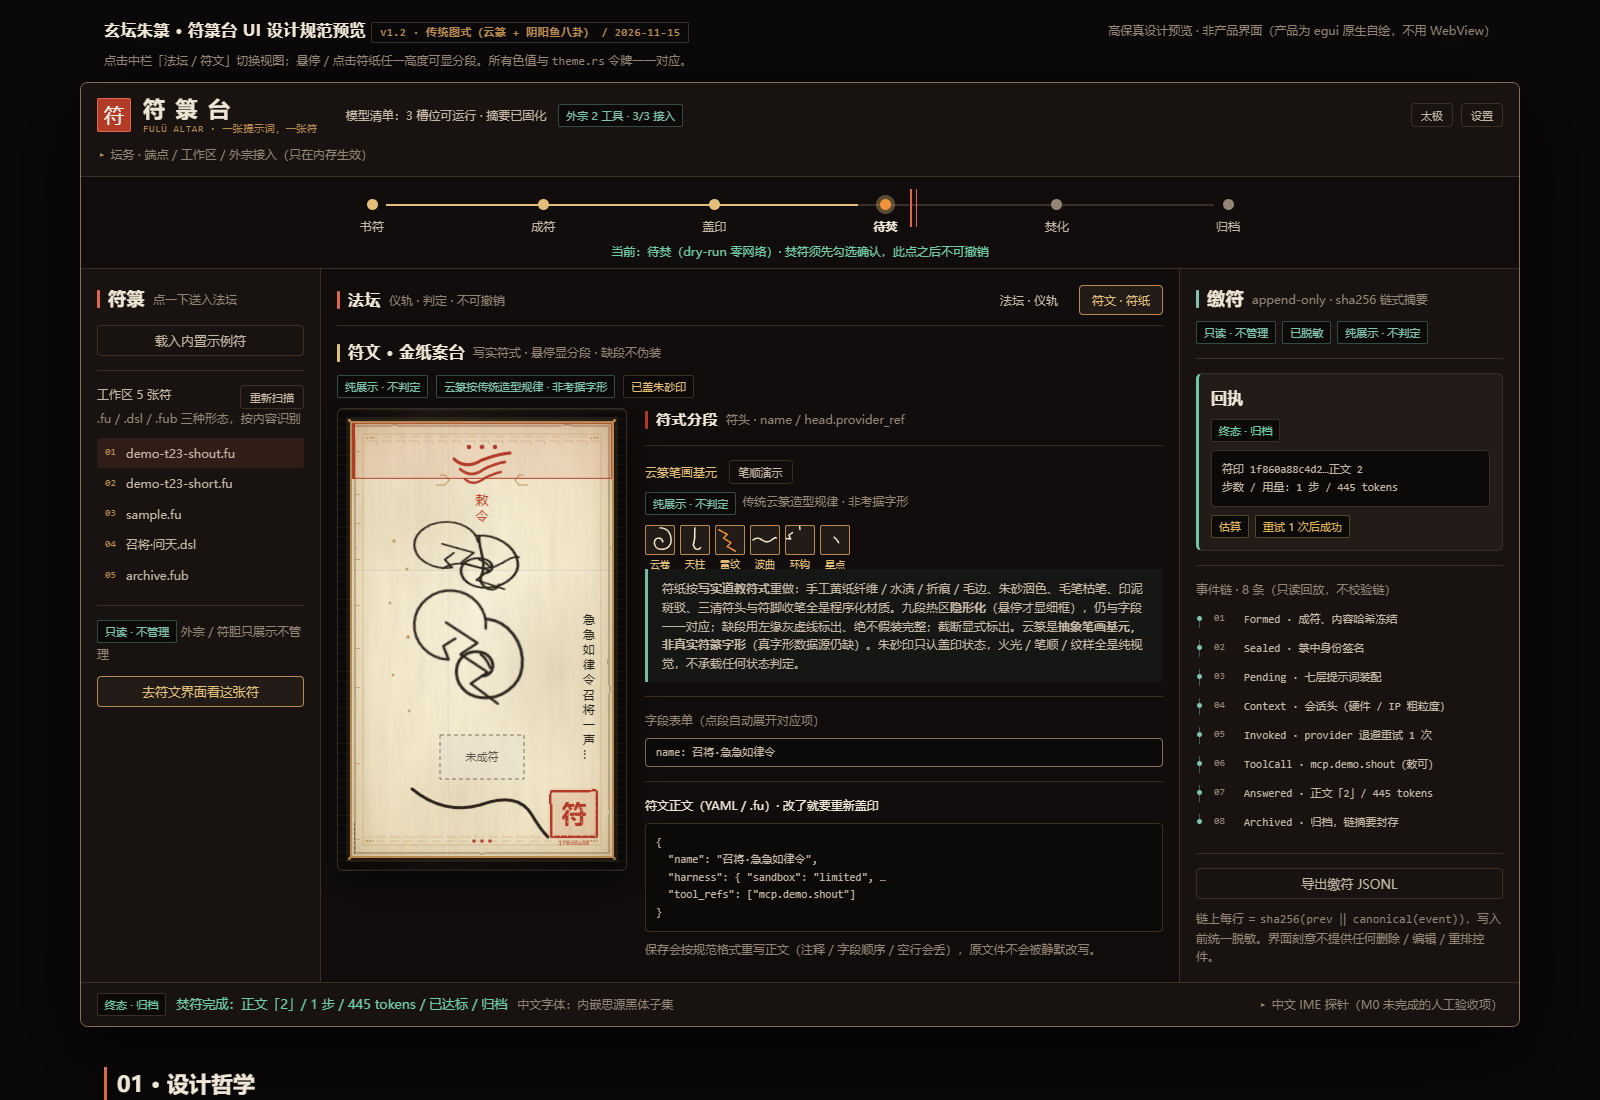 玄坛朱箓 • 符箓台 UI 设计规范预览 v1.2 · 传统图式（云篆 + 阴阳鱼八卦） / 2026-11-15
高保真设计预览 · 非产品界面（产品为 egui 原生自绘，不用 WebView）
点击中栏「法坛 / 符文」切换视图；悬停 / 点击符纸任一高度可显分段。所有色值与 theme.rs 令牌一一对应。
符
符箓台
FULÙ ALTAR · 一张提示词，一张符
模型清单：3 槽位可运行 · 摘要已固化
外宗 2 工具 · 3/3 接入
太极
设置
▸ 坛务 · 端点 / 工作区 / 外宗接入（只在内存生效）
书符
成符
盖印
待焚
焚化
归档
当前：待焚（dry-run 零网络）· 焚符须先勾选确认，此点之后不可撤销
符箓 点一下送入法坛
载入内置示例符
工作区 5 张符
重新扫描
.fu / .dsl / .fub 三种形态，按内容识别
01 demo-t23-shout.fu
02 demo-t23-short.fu
03 sample.fu
04 召将·问天.dsl
05 archive.fub
只读 · 不管理 外宗 / 符胆只展示不管
理
去符文界面看这张符
法坛 仪轨 · 判定 · 不可撤销
法坛 · 仪轨
符文 · 符纸
符文 • 金纸案台 写实符式 · 悬停显分段 · 缺段不伪装
纯展示 · 不判定
云篆按传统造型规律 · 非考据字形
已盖朱砂印
敕令
急急如律令召将一声…
未成符
符
1f860a88
符式分段 符头 · name / head.provider_ref
云篆笔画基元
笔顺演示
纯展示 · 不判定 传统云篆造型规律 · 非考据字形
云卷
天柱
雷纹
波曲
环钩
星点
符纸按写实道教符式重做：手工黄纸纤维 / 水渍 / 折痕 / 毛边、朱砂洇色、毛笔枯笔、印泥
斑驳、三清符头与符脚收笔全是程序化材质。九段热区隐形化（悬停才显细框），仍与字段
一一对应；缺段用左缘灰虚线标出、绝不假装完整；截断显式标出。云篆是抽象笔画基元，
非真实符篆字形（真字形数据源仍缺）。朱砂印只认盖印状态，火光 / 笔顺 / 纹样全是纯视
觉，不承载任何状态判定。
字段表单（点段自动展开对应项）
name: 召将·急急如律令
符文正文（YAML / .fu）· 改了就要重新盖印
{
"name": "召将·急急如律令",
"harness": { "sandbox": "limited", …
"tool_refs": ["mcp.demo.shout"]
}
保存会按规范格式重写正文（注释 / 字段顺序 / 空行会丢），原文件不会被静默改写。
缴符 append-only · sha256 链式摘要
只读 · 不管理
已脱敏
纯展示 · 不判定
回执
终态 · 归档
符印 1f860a88c4d2…正文 2
步数 / 用量：1 步 / 445 tokens
估算
重试 1 次后成功
事件链 · 8 条（只读回放，不校验链）
01 Formed · 成符、内容哈希冻结
02 Sealed · 箓中身份签名
03 Pending · 七层提示词装配
04 Context · 会话头（硬件 / IP 粗粒度）
05 Invoked · provider 退避重试 1 次
06 ToolCall · mcp.demo.shout（敕可）
07 Answered · 正文「2」/ 445 tokens
08 Archived · 归档，链摘要封存
导出缴符 JSONL
链上每行 = sha256(prev || canonical(event))，写入
前统一脱敏。界面刻意不提供任何删除 / 编辑 / 重排控
件。
终态 · 归档
焚符完成：正文「2」/ 1 步 / 445 tokens / 已达标 / 归档
中文字体：内嵌思源黑体子集
▸ 中文 IME 探针（M0 未完成的人工验收项）
01 • 设计哲学